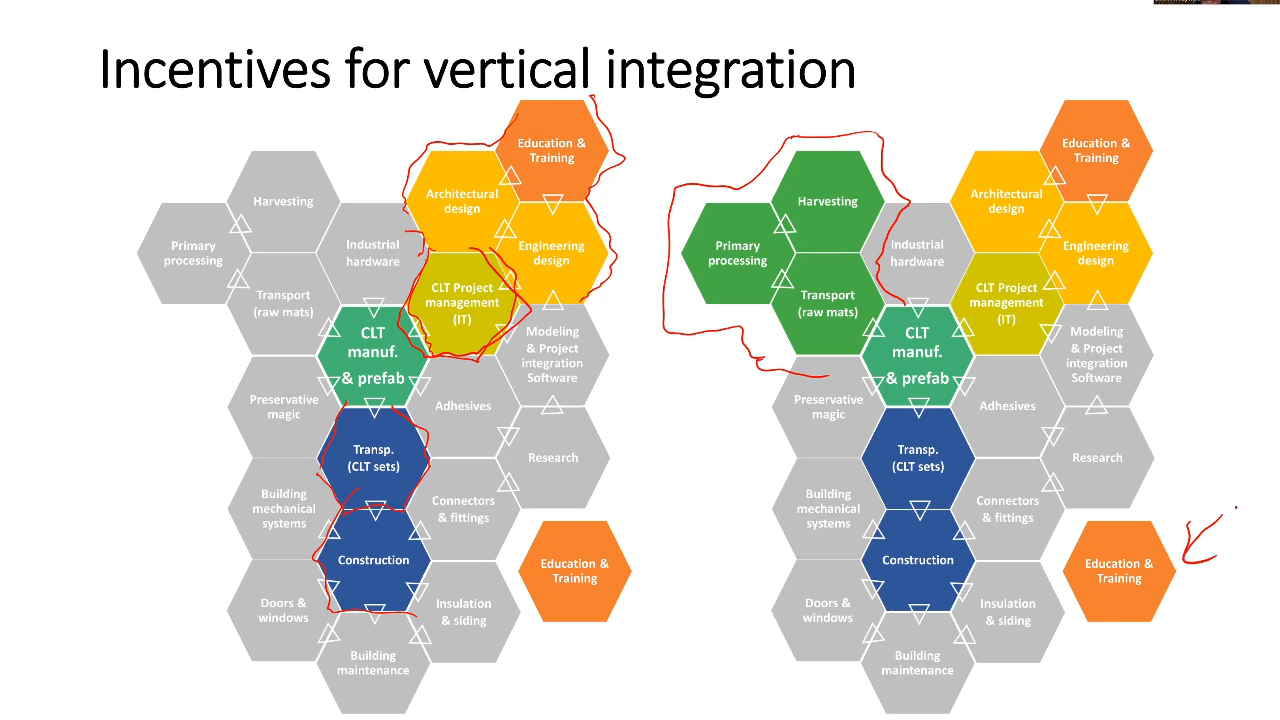 Incentives for vertical integration
Education &
Training
Architectural
design
Harvesting
Engineering
design
Industrial
hardware
Primary
processing
CLT Project
management
(IT)
Transport
(raw mats)
CLT
manuf.
& prefab
Modeling
& Project
integration
Software
Preservative
magic
Adhesives
Transp.
(CLT sets)
Research
Building
mechanical
systems
Connectors
& fittings
Construction
Education &
Training
Doors &
windows
Insulation
& siding
Building
maintenance
Education &
Training
Architectural
design
Harvesting
Engineering
design
Industrial
hardware
Primary
processing
CLT Project
management
(IT)
Transport
(raw mats)
CLT
manuf.
& prefab
Modeling
& Project
integration
Software
Preservative
magic
Adhesives
Transp.
(CLT sets)
Research
Building
mechanical
systems
Connectors
& fittings
Construction
Education &
Training
Doors &
windows
Insulation
& siding
Building
maintenance